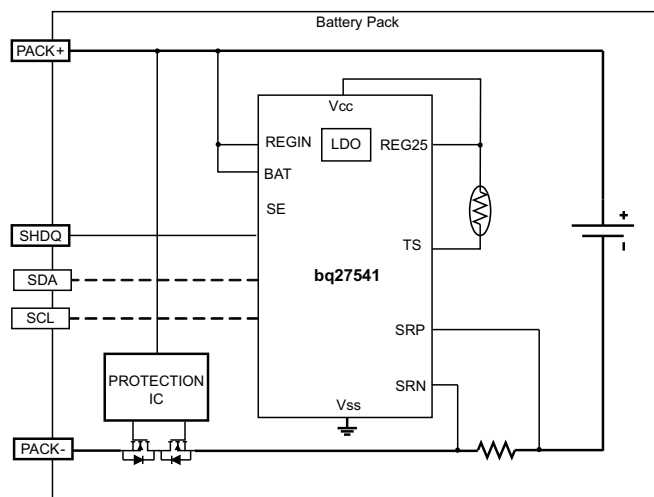 Battery Pack
PACK+
Vcc
REGIN
LDO
REG25
BAT
SE
+
SHDQ
TS
-
SDA
bq27541
SCL
SRP
PROTECTION
IC
SRN
Vss
PACK-